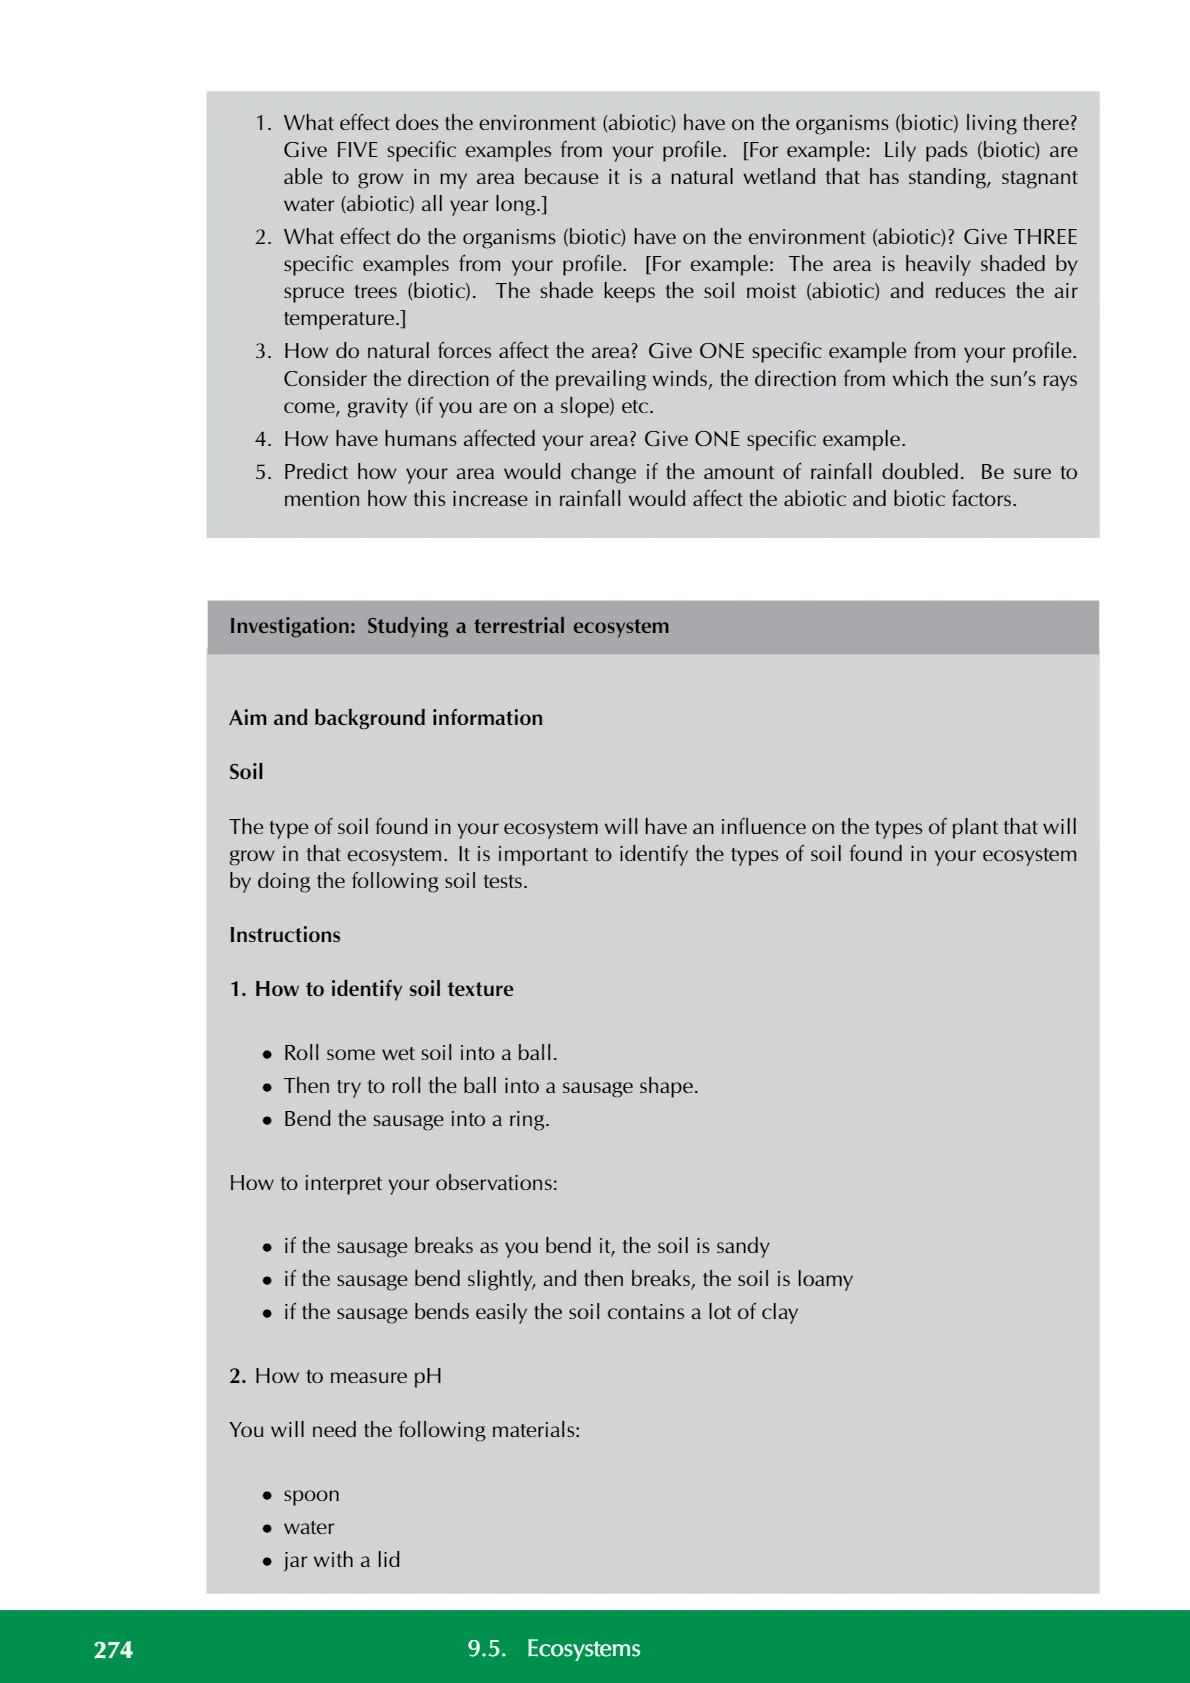 1. What effect does the environment (abiotic) have on the organisms (biotic) living there?
Give FIVE specific examples from your profile. [For example: Lily pads (biotic) are
able to grow in my area because it is a natural wetland that has standing, stagnant
water (abiotic) all year long.]
2. What effect do the organisms (biotic) have on the environment (abiotic)? Give THREE
specific examples from your profile. [For example: The area is heavily shaded by
spruce trees (biotic). The shade keeps the soil moist (abiotic) and reduces the air
temperature.]
3. How do natural forces affect the area? Give ONE specific example from your profile.
Consider the direction of the prevailing winds, the direction from which the sun's rays
come, gravity (if you are on a slope) etc.
4. How have humans affected your area? Give ONE specific example.
5. Predict how your area would change if the amount of rainfall doubled. Be sure to
mention how this increase in rainfall would affect the abiotic and biotic factors.
Investigation: Studying a terrestrial ecosystem
Aim and background information
Soil
The type of soil found in your ecosystem will have an influence on the types of plant that will
grow in that ecosystem. It is important to identify the types of soil found in your ecosystem
by doing the following soil tests.
Instructions
1. How to identify soil texture
• Roll some wet soil into a ball.
• Then try to roll the ball into a sausage shape.
• Bend the sausage into a ring.
How to interpret your observations:
• if the sausage breaks as you bend it, the soil is sandy
• if the sausage bend slightly, and then breaks, the soil is loamy
• if the sausage bends easily the soil contains a lot of clay
2. How to measure pH
You will need the following materials:
• spoon
• water
• jar with a lid
274 9.5. Ecosystems